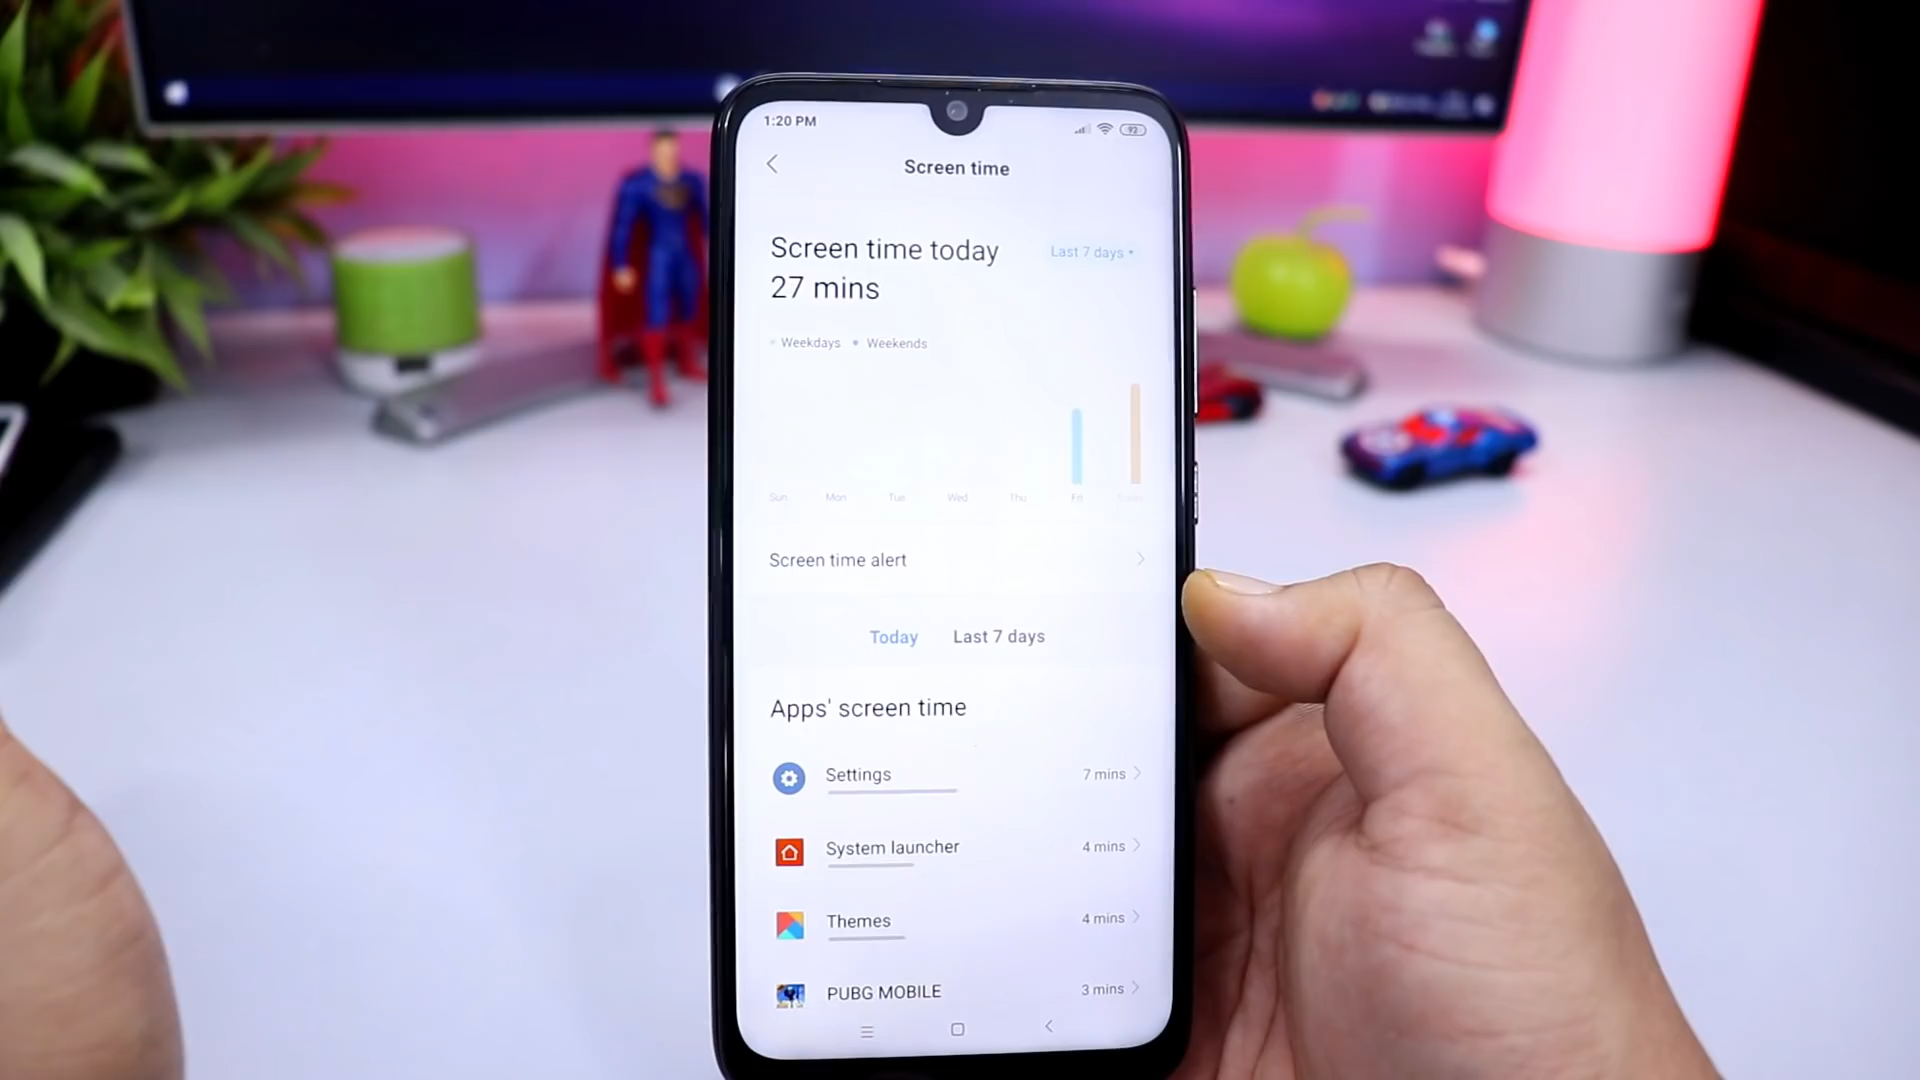 1:20 PM
92
Screen time
Screen time today
27 mins
Last 7 days
Weekdays
Weekends
Sun Mon Tue Wed Thu Fri
Screen time alert
Today
Last 7 days
Apps' screen time
Settings
7 mins
System launcher
4 mins
Themes
4 mins
PUBG MOBILE
3 mins